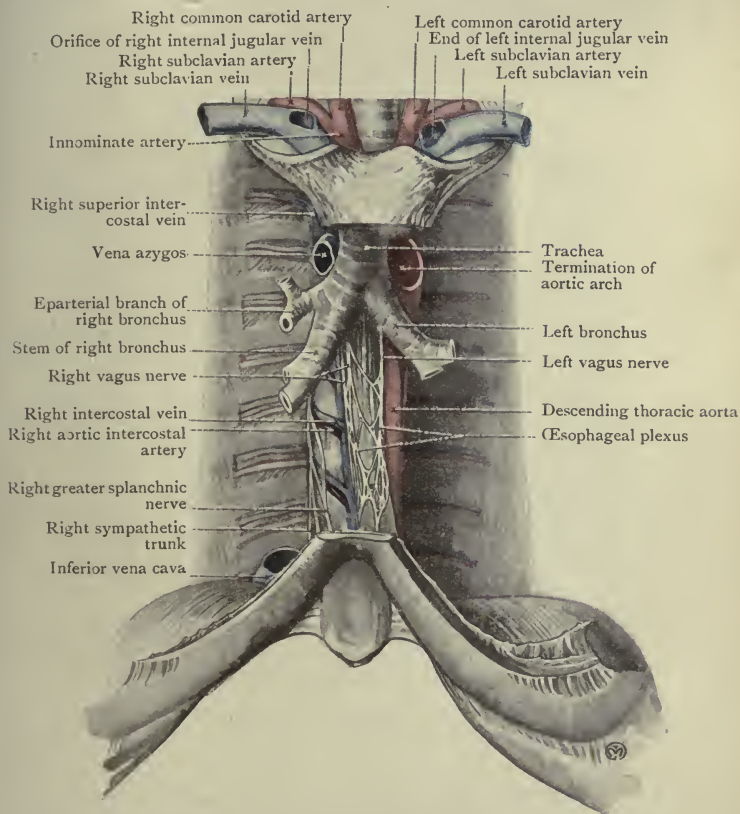 Right common carotid artery
Orifice of right internal jugular vein
Right subclavian artery
Right subclavian vein
Left common carotid artery
End of left internal jugular vein
Left subclavian artery
Left subclavian vein
Innominate artery
Right superior inter-
costal vein
Vena azygos
Eparterial branch of
right bronchus
Stem of right bronchus
Right vagus nerve
Right intercostal vein
Right aortic intercostal
artery
Right greater splanchnic
nerve
Right sympathetic
trunk
Inferior vena cava
Trachea
Termination of
aortic arch
Left bronchus
Left vagus nerve
Descending thoracic aorta
Œsophageal plexus